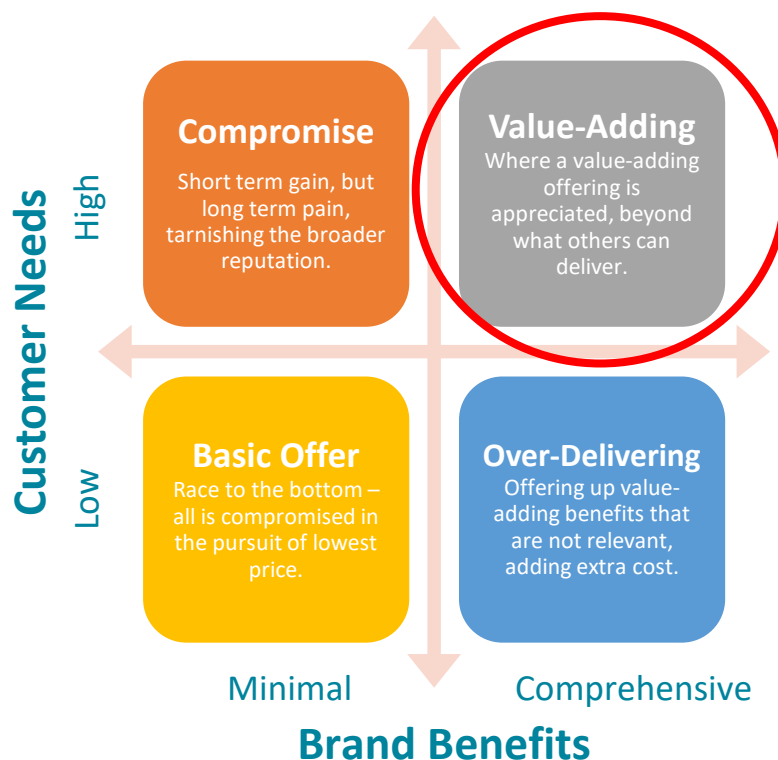 Customer Needs
High
Low
Compromise
Short term gain, but
long term pain,
tarnishing the broader
reputation.
Value-Adding
Where a value-adding
offering is
appreciated, beyond
what others can
deliver.
Basic Offer
Race to the bottom –
all is compromised in
the pursuit of lowest
price.
Over-Delivering
Offering up value-
adding benefits that
are not relevant,
adding extra cost.
Minimal
Comprehensive
Brand Benefits